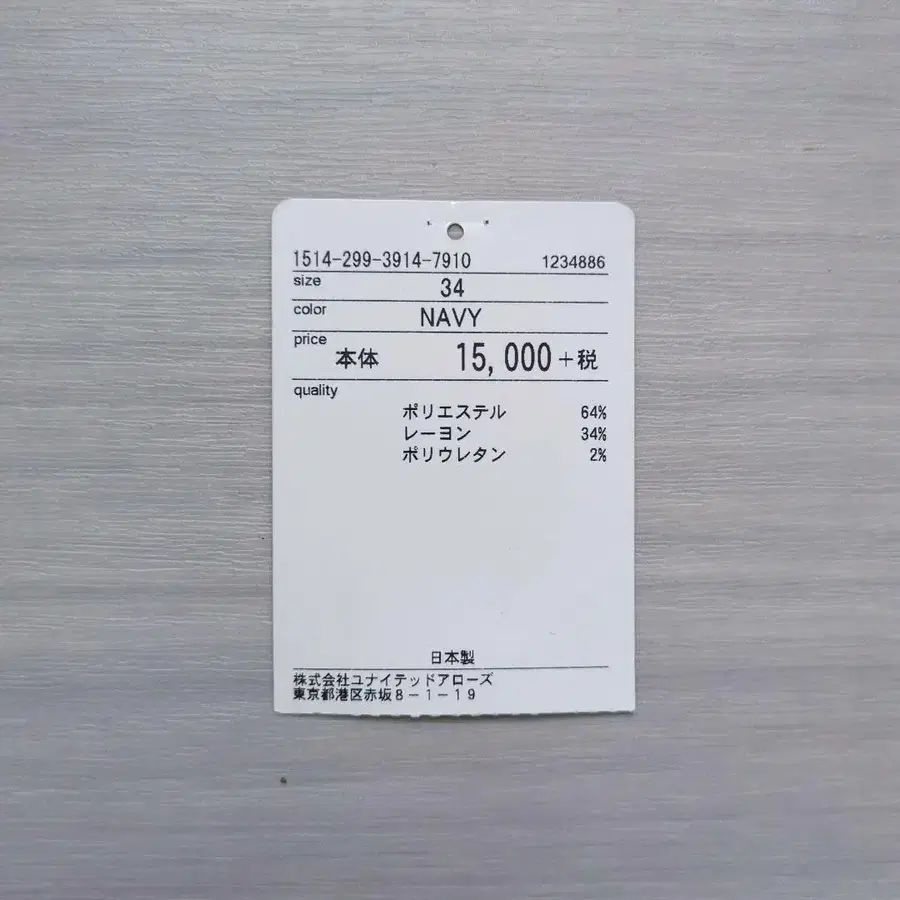 1514-299-3914-7910 1234886
size 34
color NAVY
price 本体 15,000+税
quality
ポリエステル 64%
レーヨン 34%
ポリウレタン 2%
日本製
株式会社ユナイテッドアローズ
東京都港区赤坂8-1-19